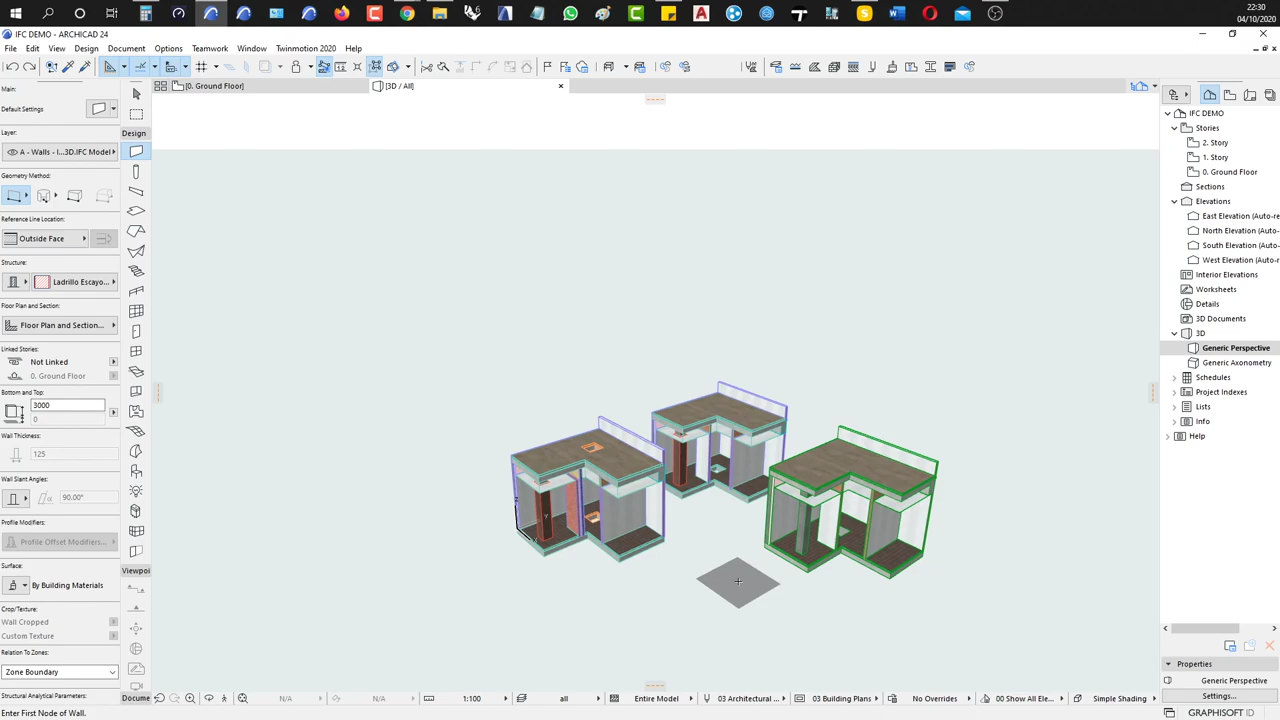 22:30
04/10/2020
IFC DEMO - ARCHICAD 24
File Edit View Design Document Options Teamwork Window Twinmotion 2020 Help
Main:
Default Settings
Layer:
A - Walls - I...3D.IFC Model
Geometry Method:
Reference Line Location:
Outside Face
Structure:
Ladrillo Escayo...
Floor Plan and Section:
Floor Plan and Section...
Linked Stories:
Not Linked
0. Ground Floor
Bottom and Top:
3000
0
Wall Thickness:
125
Wall Slant Angles
90.00°
Profile Modifiers:
Profile Offset Modifiers...
Surface:
By Building Materials
Crop/Texture:
Wall Cropped
Custom Texture
Relation To Zones:
Zone Boundary
Structural Analytical Parameters:
Enter First Node of Wall.
Design
Viewpoi
Docume
[0. Ground Floor]
[3D / All]
N/A
N/A
1:100
all
Entire Model
03 Architectural ...
03 Building Plans
No Overrides
00 Show All Ele...
Simple Shading
IFC DEMO
Stories
2. Story
1. Story
0. Ground Floor
Sections
Elevations
East Elevation (Auto-re
North Elevation (Auto-
South Elevation (Auto-
West Elevation (Auto-r
Interior Elevations
Worksheets
Details
3D Documents
3D
Generic Perspective
Generic Axonometry
Schedules
Project Indexes
Lists
Info
Help
Properties
Generic Perspective
Settings...
GRAPHISOFT ID